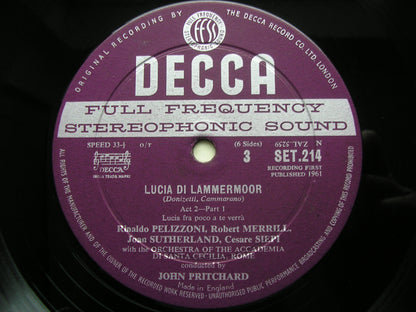 ORIGINAL RECORDING BY
THE DECCA RECORD CO. LTD. LONDON
FULL FREQUENCY
FFSS
STEREOPHONIC
DECCA
FULL FREQUENCY
STEREOPHONIC SOUND
SPEED 33⅓ o/r
(6 Sides)
N ZAL 5256
DECCA
TRADE MARK
3
SET.214
RECORDING FIRST
PUBLISHED 1961
LUCIA DI LAMMERMOOR
(Donizetti, Cammarano)
Act 2—Part 1
Lucia fra poco a te verrà
Rinaldo PELIZZONI, Robert MERRILL,
Joan SUTHERLAND, Cesare SIEPI
with the ORCHESTRA OF THE ACCADEMIA
DI SANTA CECILIA, ROME
conducted by
JOHN PRITCHARD
Made in England
ALL RIGHTS OF THE MANUFACTURER AND OF THE OWNER OF THE RECORDED WORK RESERVED · UNAUTHORISED PUBLIC PERFORMANCE BROADCASTING AND COPYING OF THIS RECORD PROHIBITED